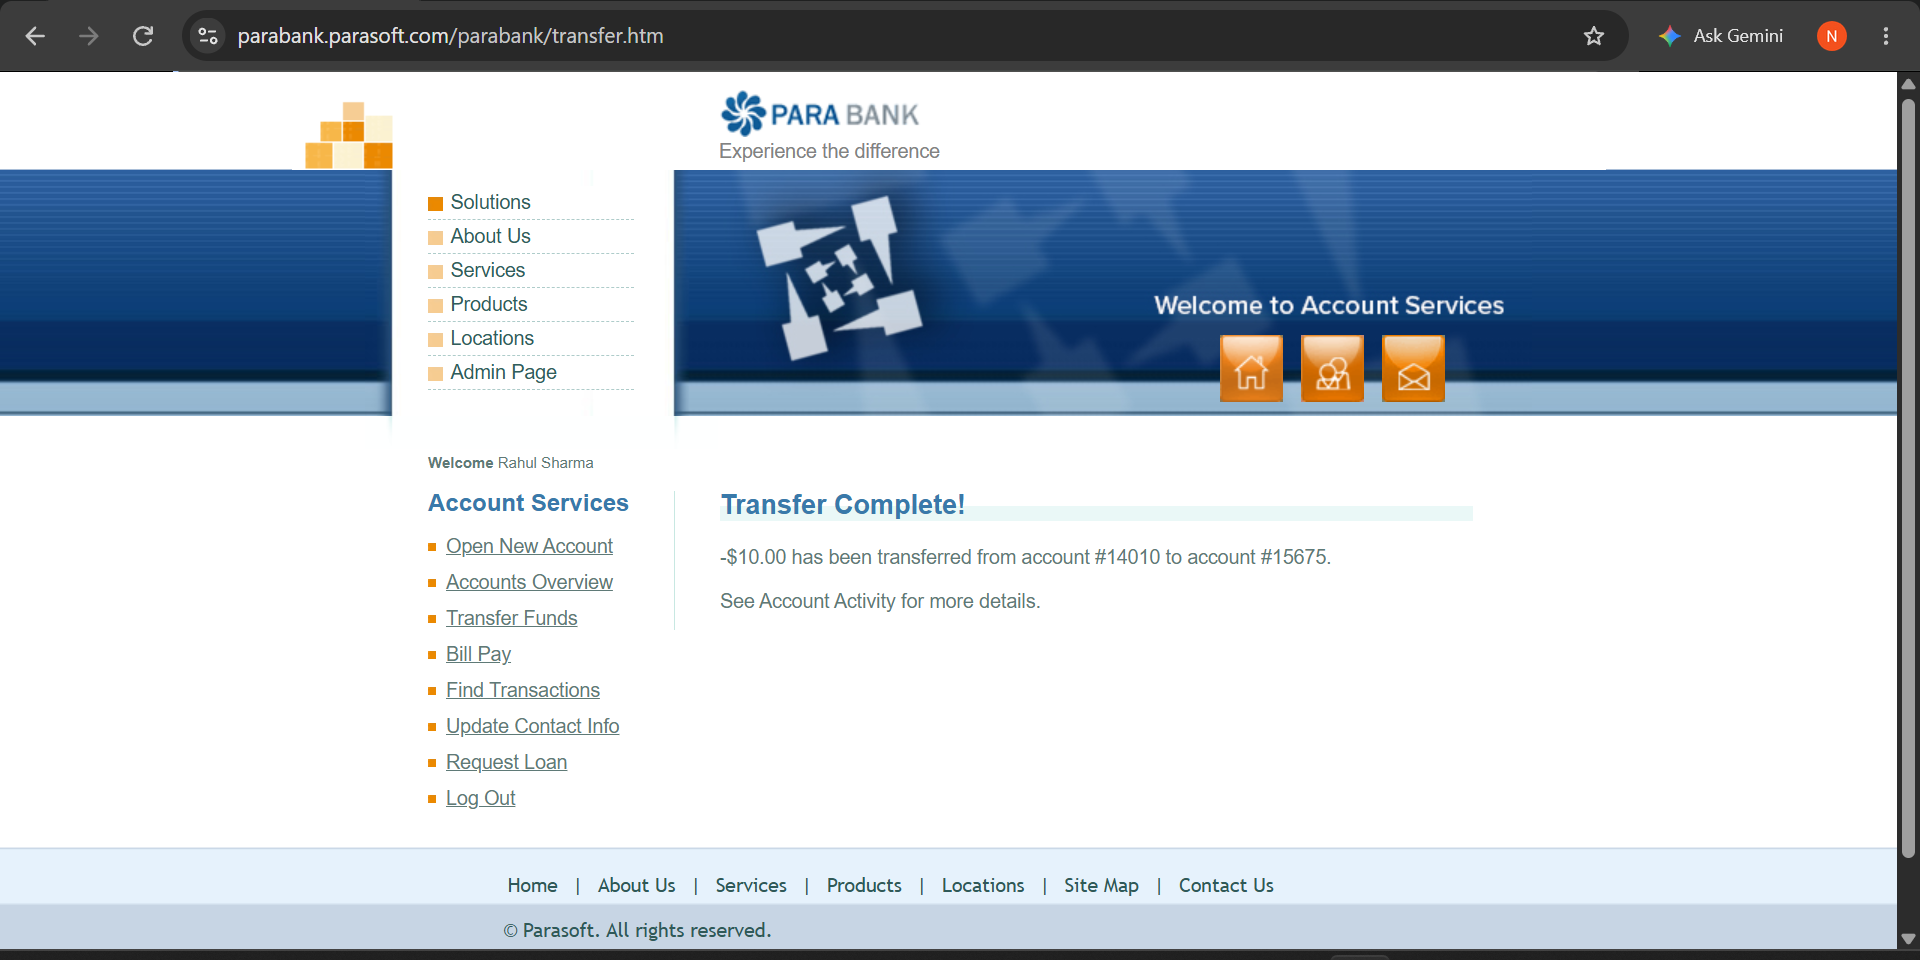 parabank.parasoft.com/parabank/transfer.htm
Ask Gemini
N
PARA BANK
Experience the difference
Solutions
About Us
Services
Products
Locations
Admin Page
Welcome to Account Services
Welcome Rahul Sharma
Account Services
Open New Account
Accounts Overview
Transfer Funds
Bill Pay
Find Transactions
Update Contact Info
Request Loan
Log Out
Transfer Complete!
-$10.00 has been transferred from account #14010 to account #15675.
See Account Activity for more details.
Home | About Us | Services | Products | Locations | Site Map | Contact Us
© Parasoft. All rights reserved.